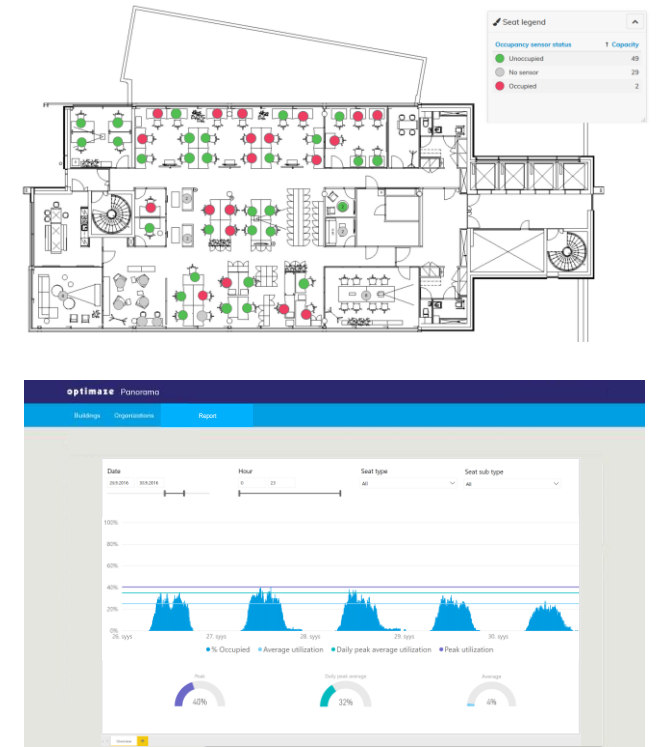 Seat legend
Occupancy sensor status ↑ Capacity
Unoccupied 49
No sensor 29
Occupied 2
optimaze Panorama
Buildings Organizations Report
Date Hour Seat type Seat sub type
0 23 All All
100%
80%
60%
40%
20%
0%
26. syys 27. syys 28. syys 29. syys 30. syys
% Occupied Average utilization Daily peak average utilization Peak utilization
Peak Daily peak average Average
40% 32% 4%
Overview